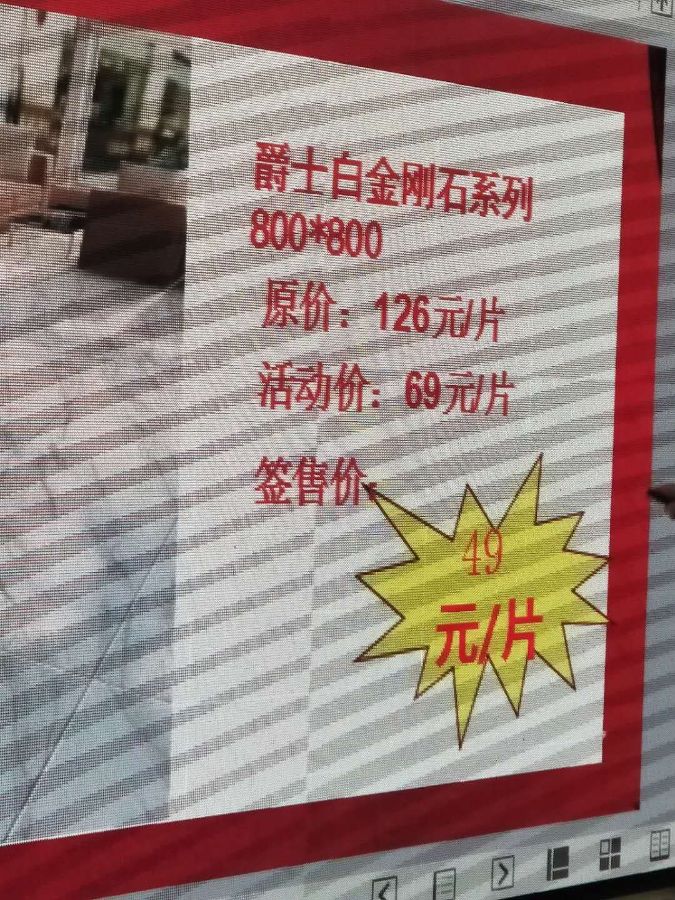 爵士白金刚石系列
800*800
原价：126元/片
活动价：69元/片
签售价：
49
元/片